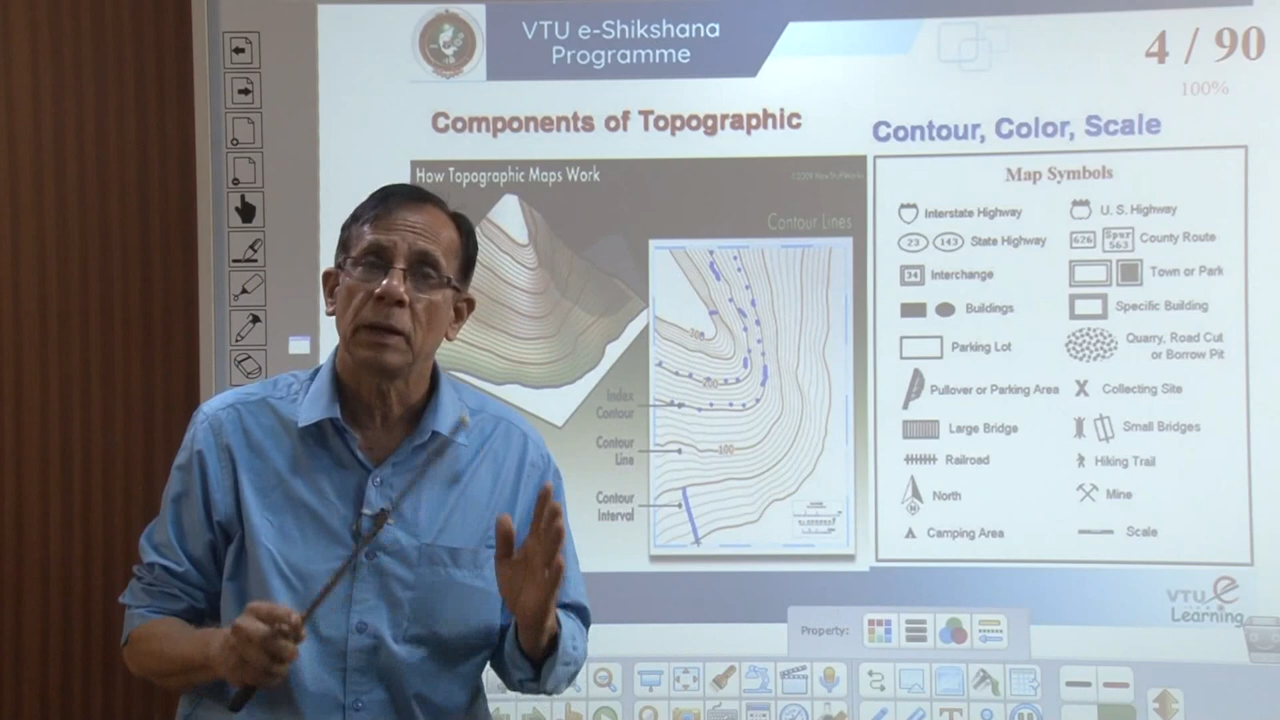 VTU e-Shikshana
Programme
4 / 90
100%
Components of Topographic
Contour, Color, Scale
How Topographic Maps Work
Contour Lines
300
200
100
Index
Contour
Contour
Line
Contour
Interval
Map Symbols
Interstate Highway
U. S. Highway
23
143
State Highway
626
Spur
563
County Route
34
Interchange
Town or Park
Buildings
Specific Building
Parking Lot
Quarry, Road Cut
or Borrow Pit
Pullover or Parking Area
Collecting Site
Large Bridge
Small Bridges
Railroad
Hiking Trail
N
North
Mine
Camping Area
Scale
VTU e
Learning
Property: